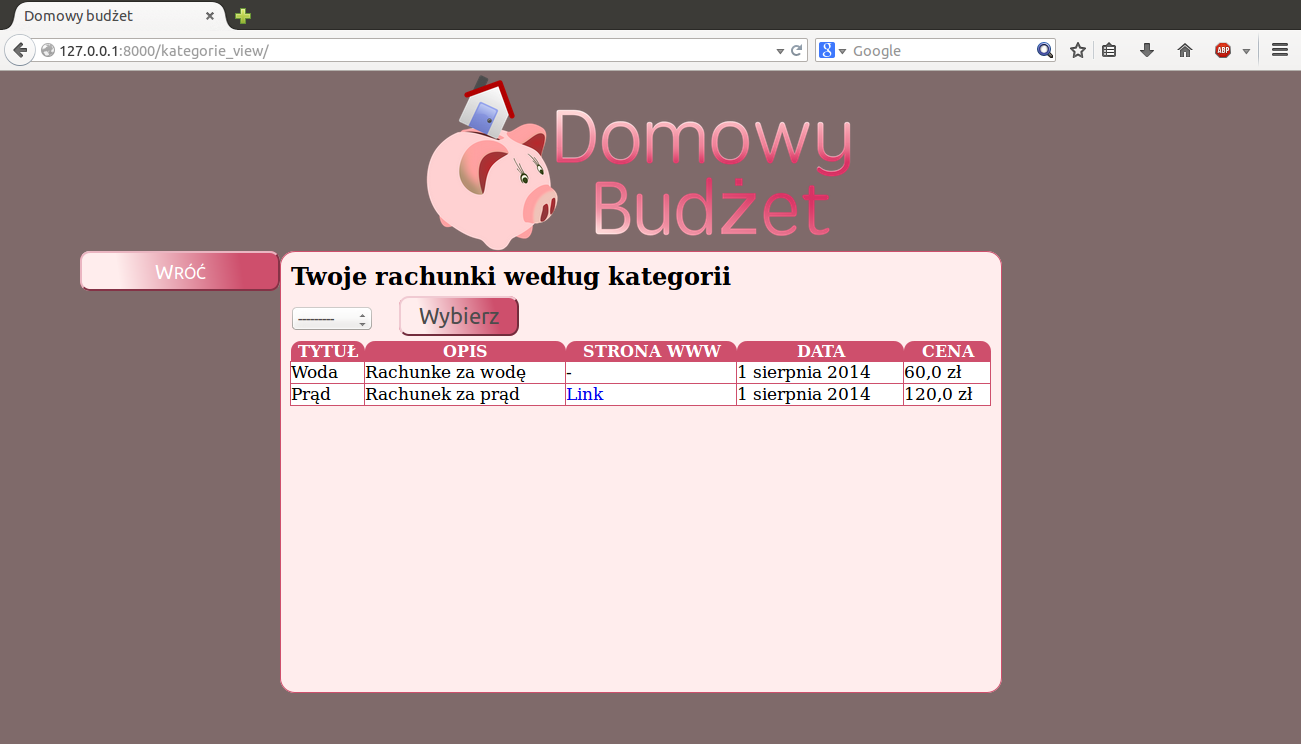 Domowy budżet
127.0.0.1:8000/kategorie_view/
8 Google
ABP
Domowy
Budżet
Wróć
Twoje rachunki według kategorii
--------- Wybierz
TYTUŁ OPIS STRONA WWW DATA CENA
Woda Rachunke za wodę - 1 sierpnia 2014 60,0 zł
Prąd Rachunek za prąd Link 1 sierpnia 2014 120,0 zł